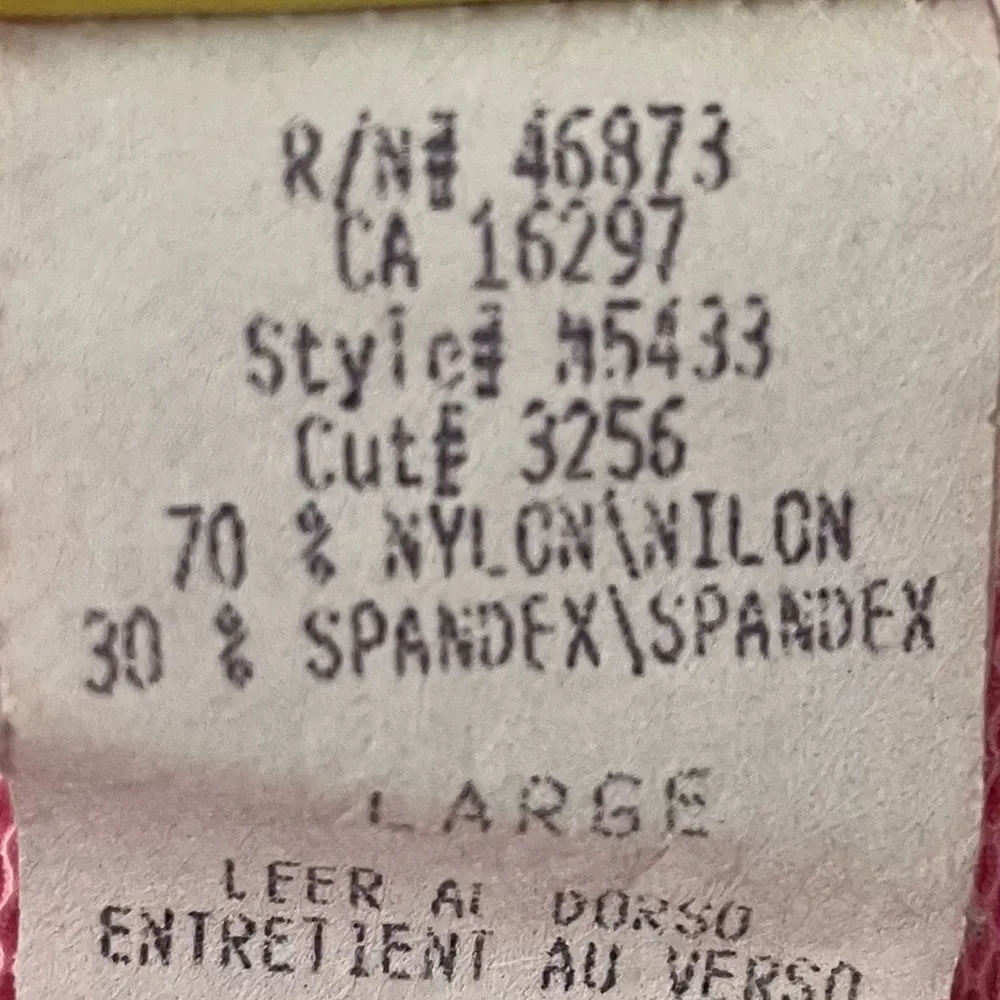 R/N# 46873
CA 16297
Style# N5433
Cut# 3256
70 % NYLON\NILON
30 % SPANDEX\SPANDEX
LARGE
LEER AL DORSO
ENTRETIENT AU VERSO